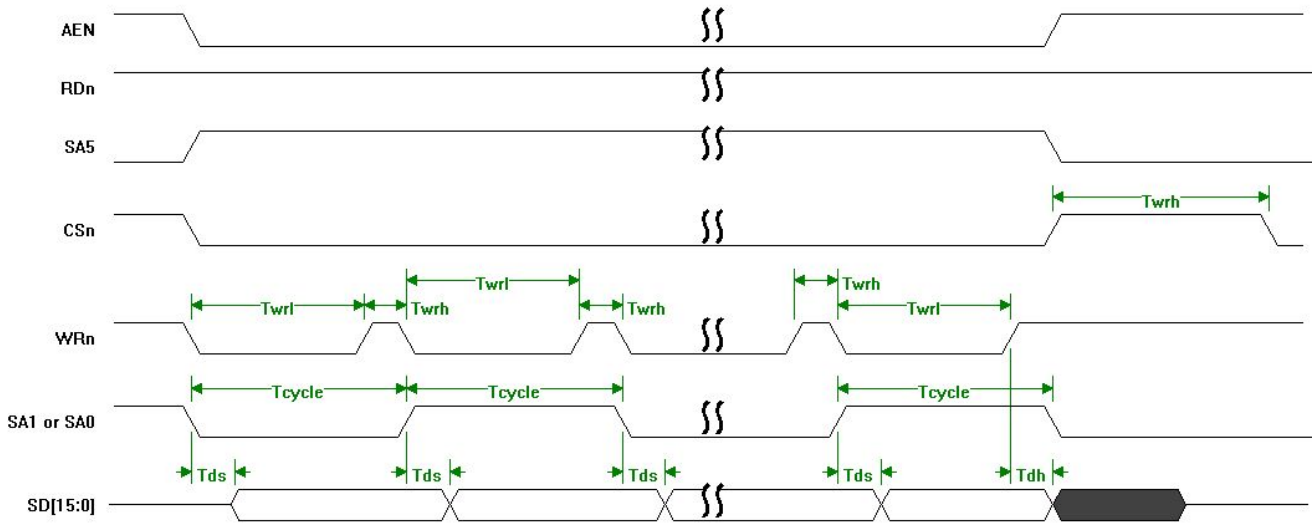 AEN
RDn
SA5
Twrh
CSn
Twrl Twrh
Twrl Twrh Twrh Twrl
WRn
Tcycle Tcycle Tcycle
SA1 or SA0
Tds Tds Tds Tds Tdh
SD[15:0]